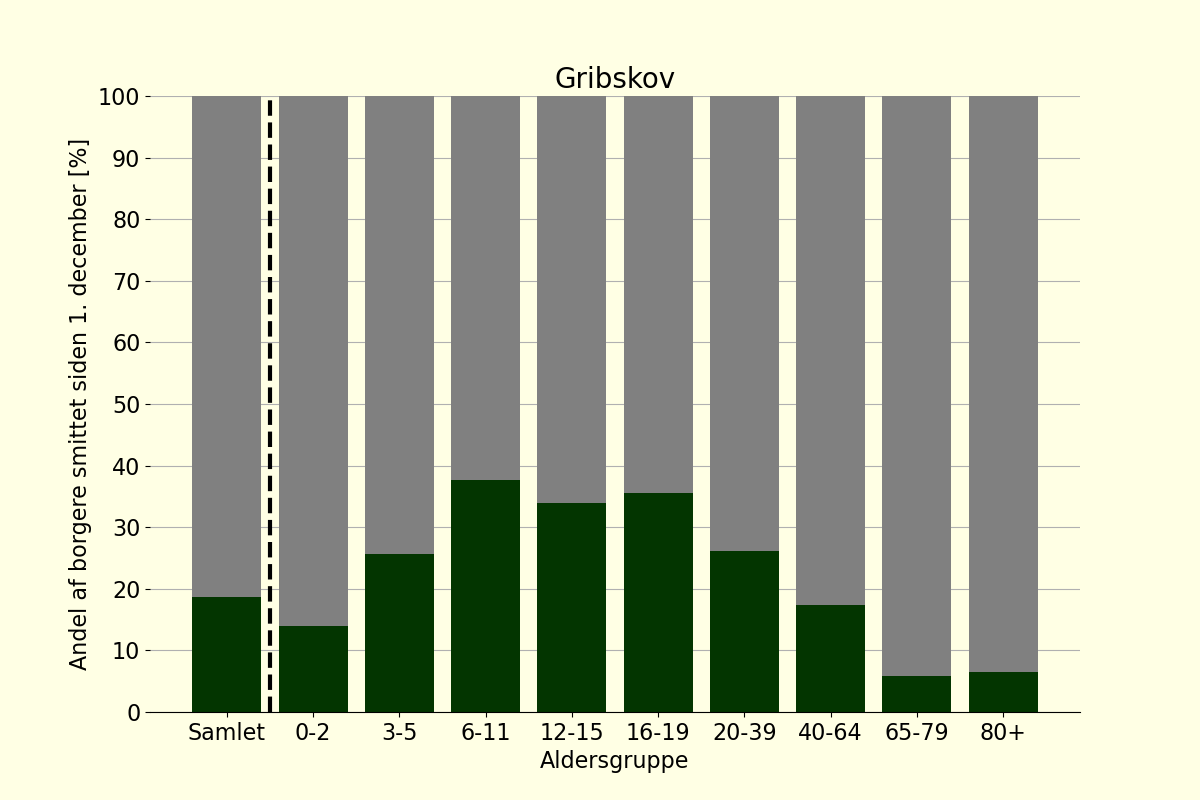 Gribskov
Andel af borgere smittet siden 1. december [%]
100
90
80
70
60
50
40
30
20
10
0
Samlet 0-2 3-5 6-11 12-15 16-19 20-39 40-64 65-79 80+
Aldersgruppe